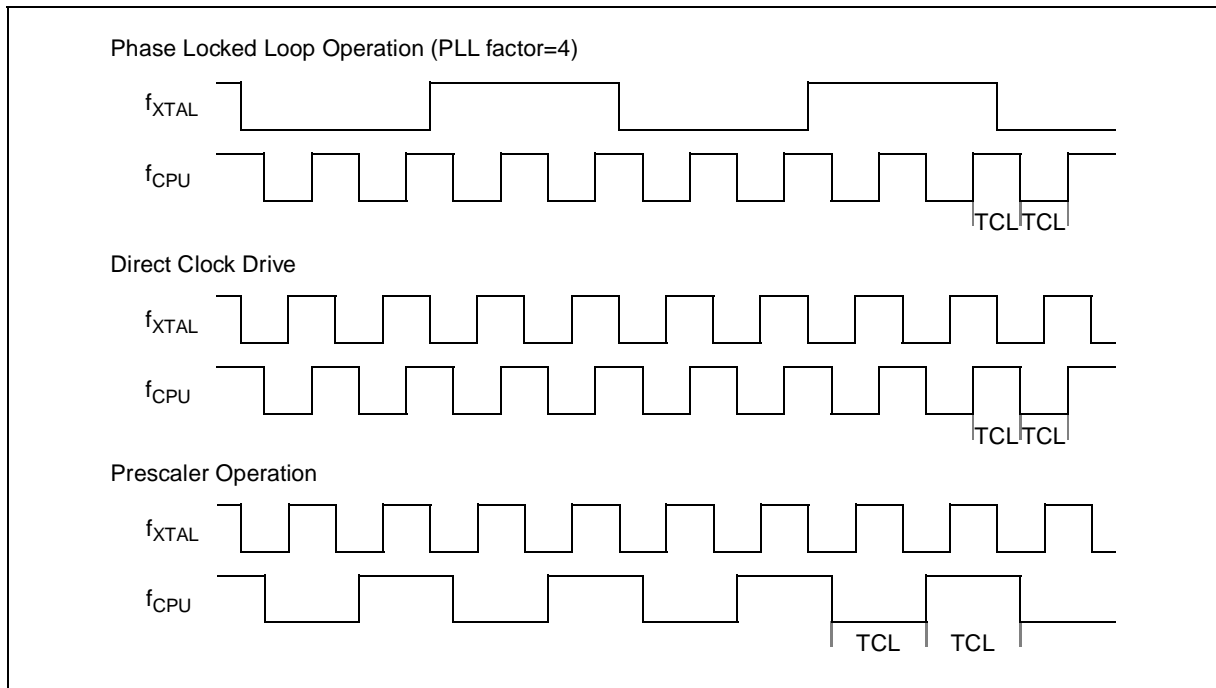 Phase Locked Loop Operation (PLL factor=4)
fXTAL
fCPU
TCL TCL
Direct Clock Drive
fXTAL
fCPU
TCL TCL
Prescaler Operation
fXTAL
fCPU
TCL TCL